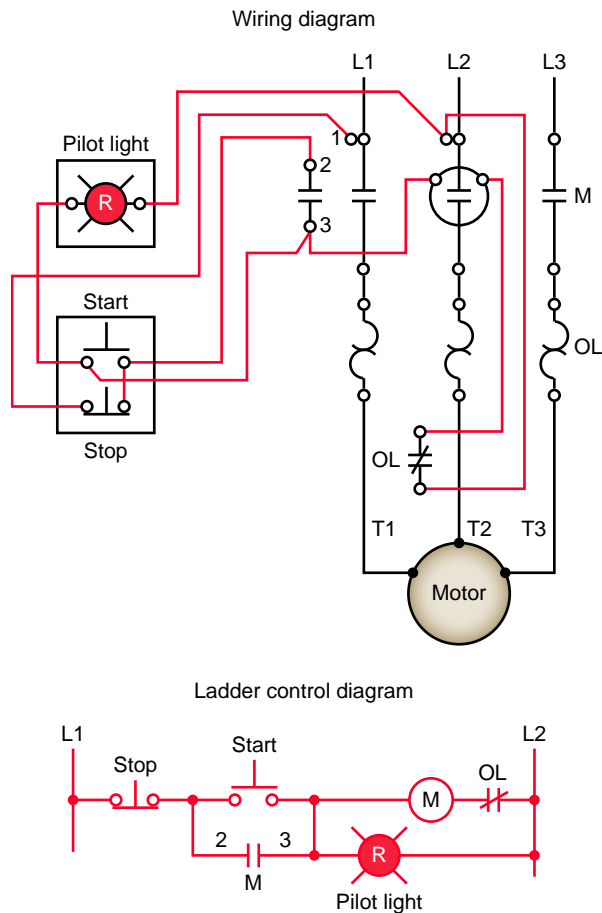 Wiring diagram
L1 L2 L3
1
Pilot light
2
R
M
3
Start
OL
Stop
OL
T1 T2 T3
Motor
Ladder control diagram
L1 L2
Stop Start OL
M
2 3
R
M
Pilot light